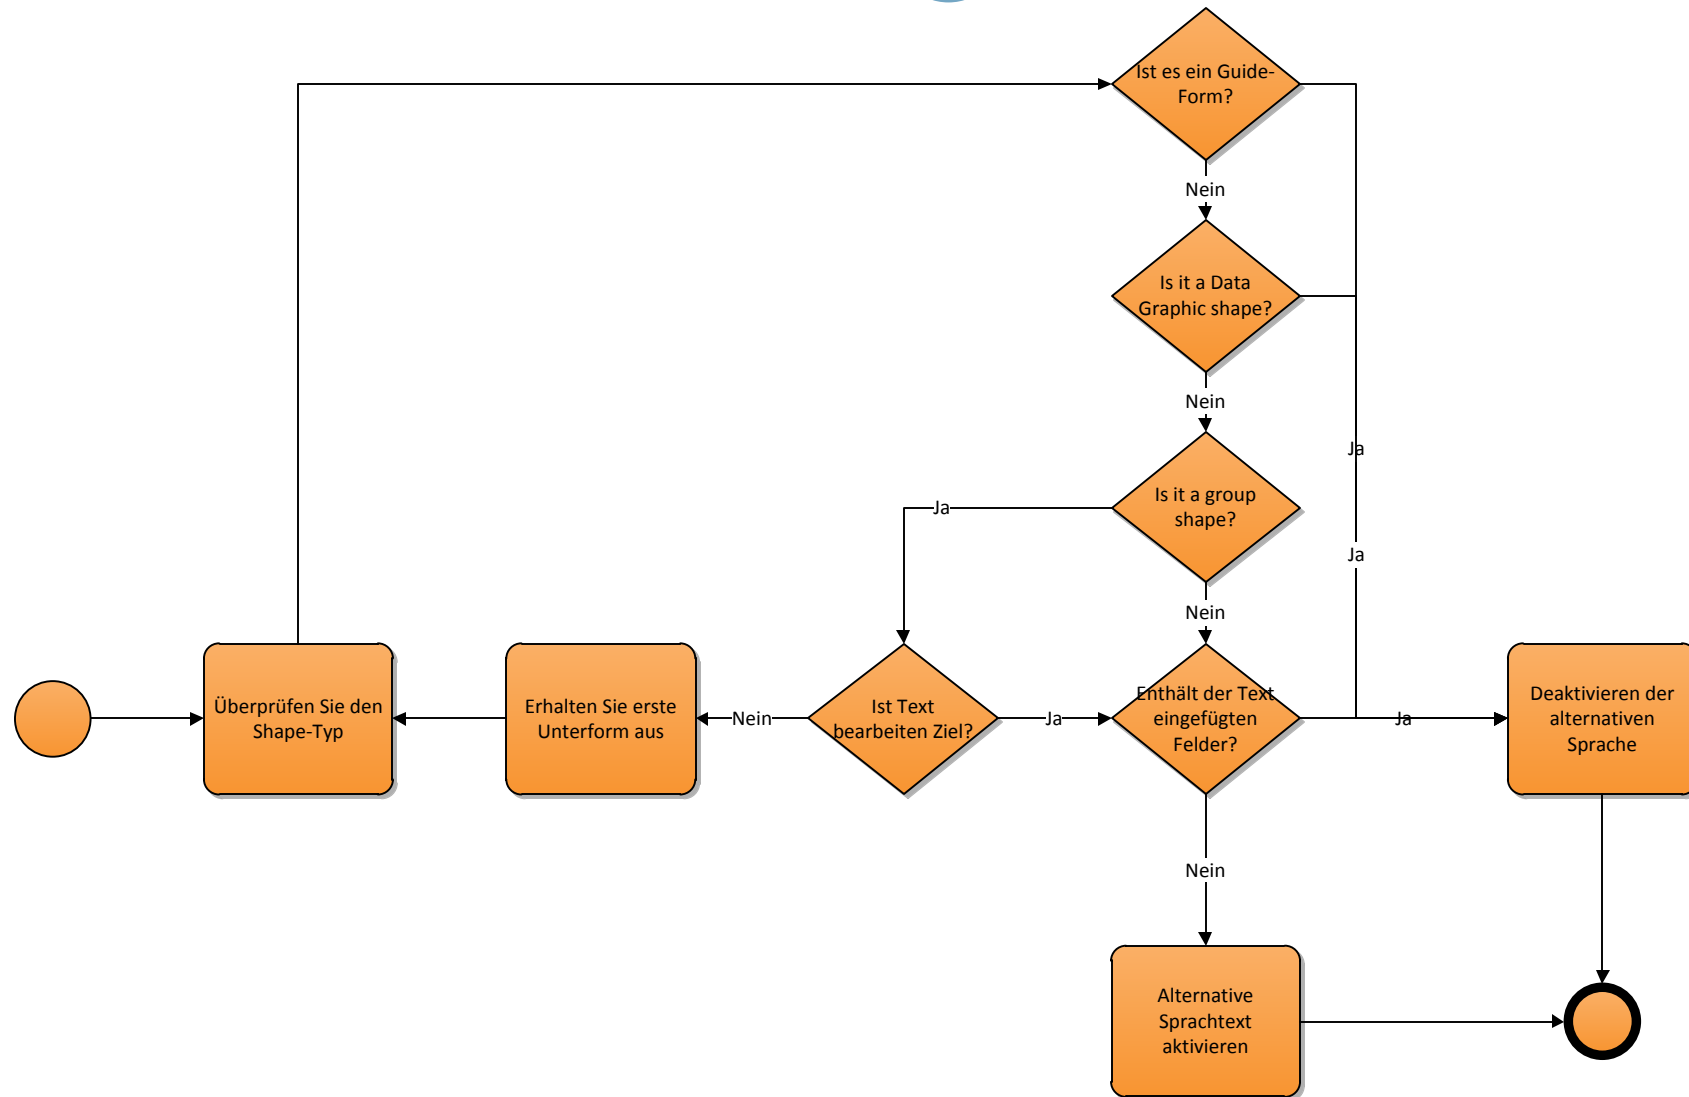 Ist es ein Guide-
Form?
Nein
Is it a Data
Graphic shape?
Nein
Ja
Is it a group
shape?
Ja
Ja
Nein
Überprüfen Sie den
Shape-Typ
Erhalten Sie erste
Unterform aus
Nein
Ist Text
bearbeiten Ziel?
Ja
Enthält der Text
eingefügten
Felder?
Ja
Deaktivieren der
alternativen
Sprache
Nein
Alternative
Sprachtext
aktivieren